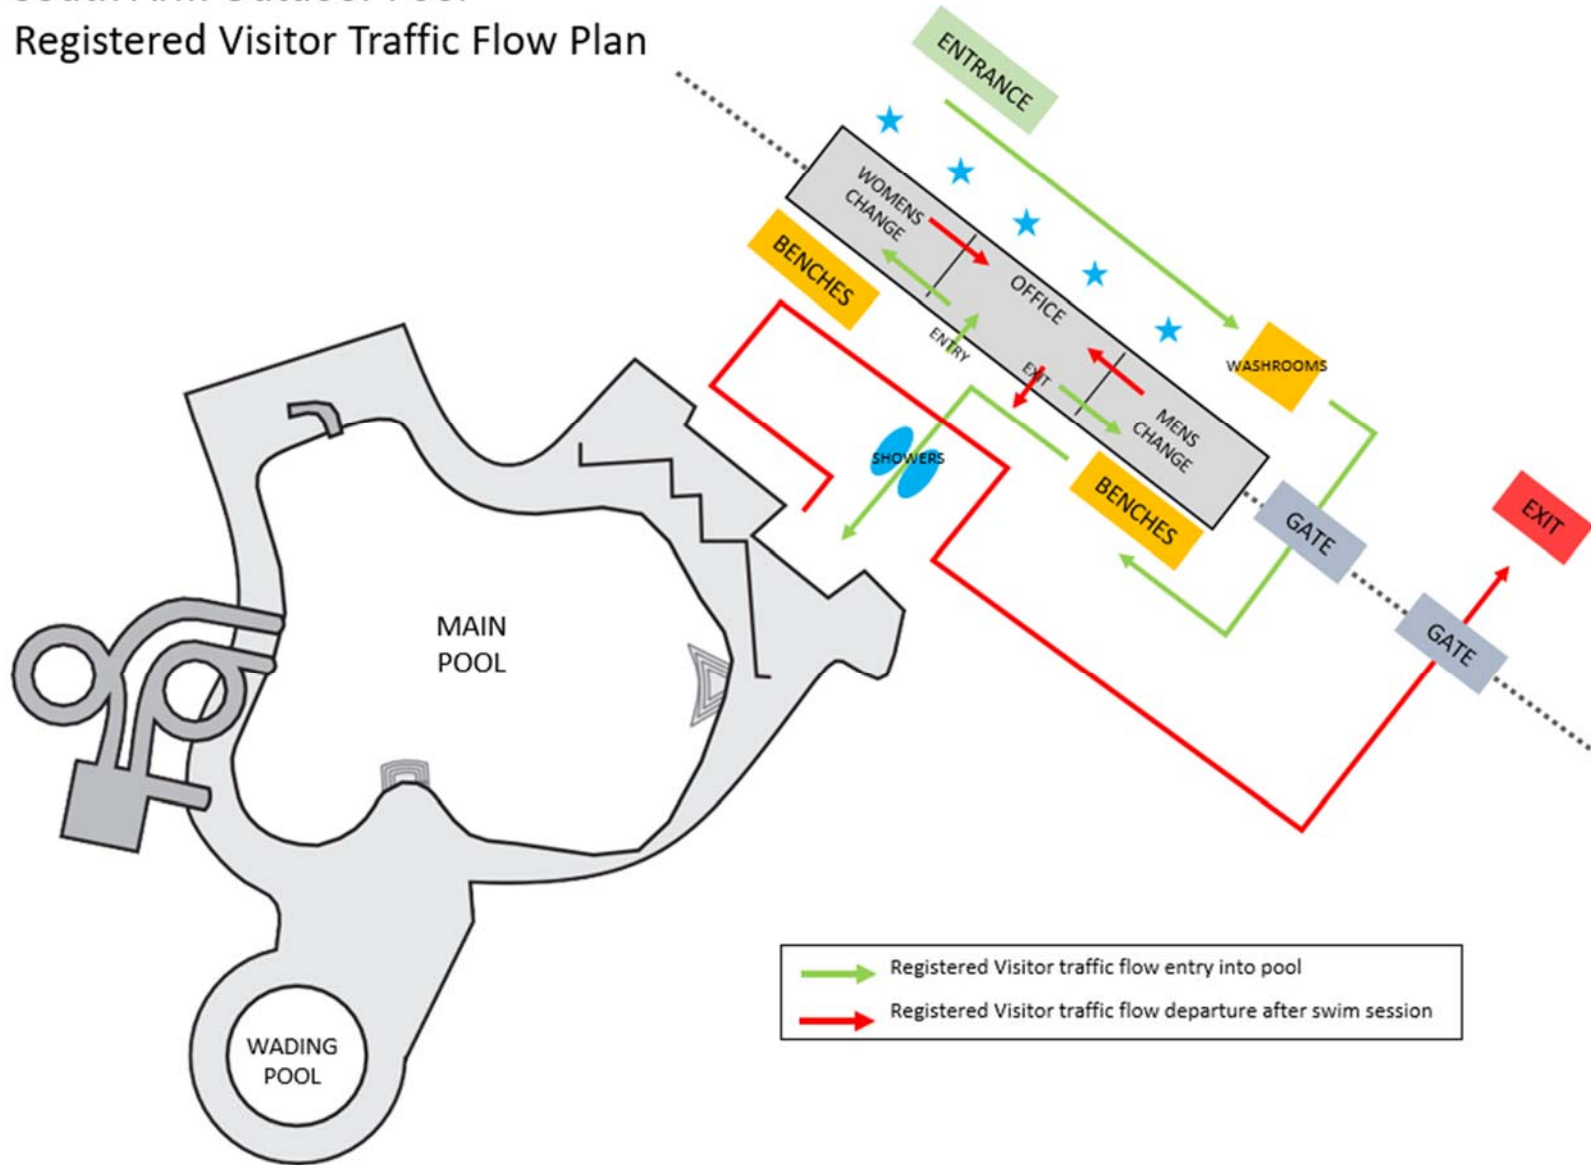 Registered Visitor Traffic Flow Plan
ENTRANCE
WOMENS
CHANGE
BENCHES
OFFICE
ENTRY
EXIT
WASHROOMS
MENS
CHANGE
SHOWERS
BENCHES
GATE
EXIT
GATE
MAIN
POOL
Registered Visitor traffic flow entry into pool
Registered Visitor traffic flow departure after swim session
WADING
POOL